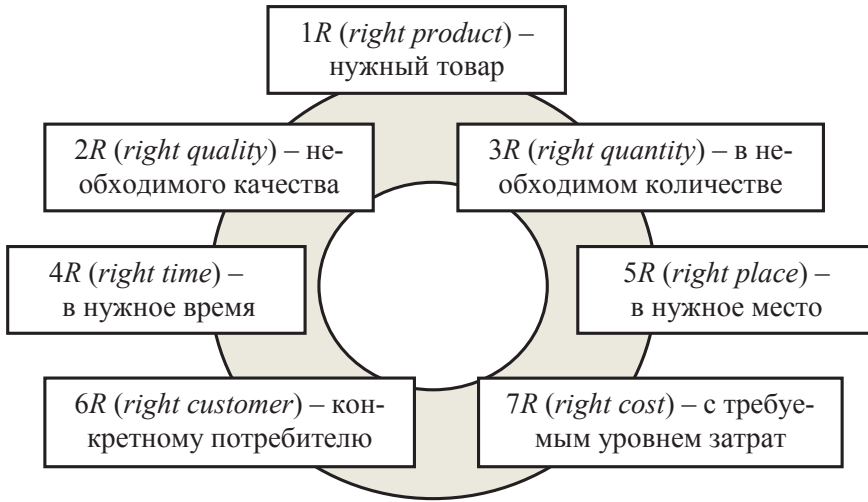 1R (right product) –
нужный товар
2R (right quality) – не-
обходимого качества
3R (right quantity) – в не-
обходимом количестве
4R (right time) –
в нужное время
5R (right place) –
в нужное место
6R (right customer) – кон-
кретному потребителю
7R (right cost) – с требуе-
мым уровнем затрат